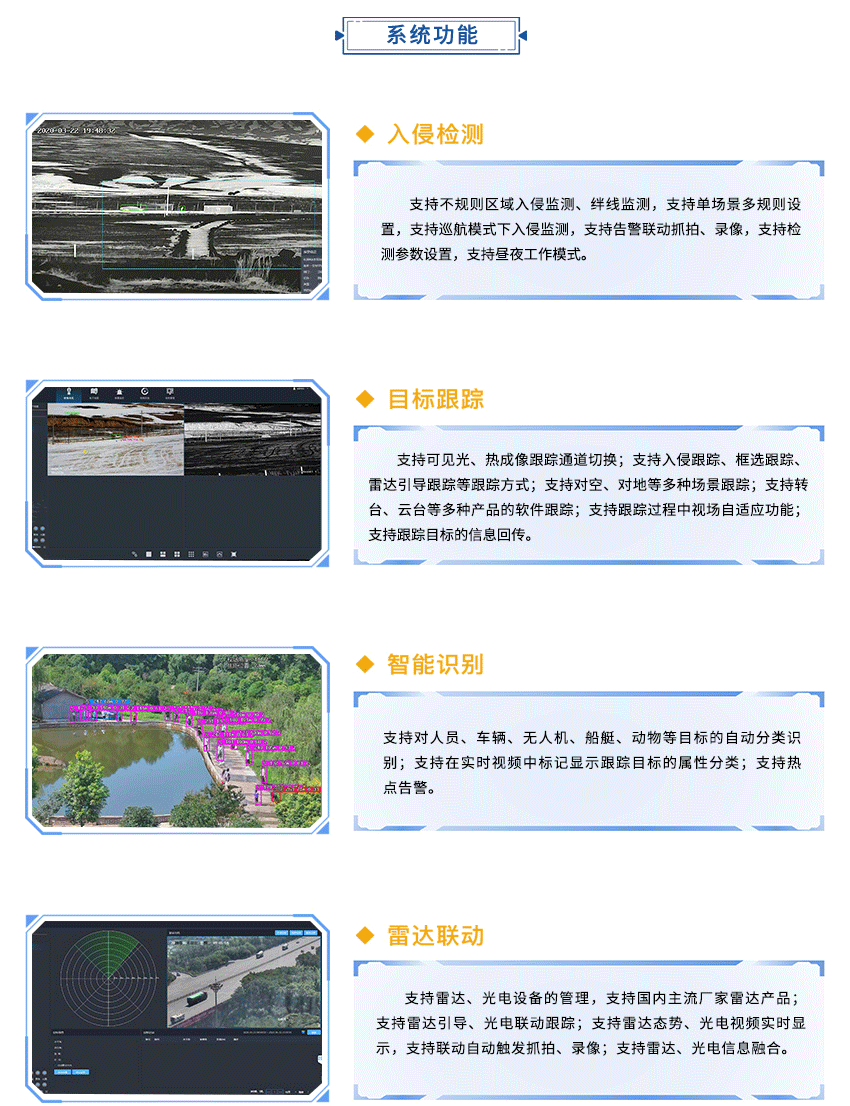 系统功能
2020-03-22 19:48:32
入侵检测
支持不规则区域入侵监测、绊线监测，支持单场景多规则设
置，支持巡航模式下入侵监测，支持告警联动抓拍、录像，支持检
测参数设置，支持昼夜工作模式。
目标跟踪
支持可见光、热成像跟踪通道切换；支持入侵跟踪、框选跟踪、
雷达引导跟踪等跟踪方式；支持对空、对地等多种场景跟踪；支持转
台、云台等多种产品的软件跟踪；支持跟踪过程中视场自适应功能；
支持跟踪目标的信息回传。
智能识别
支持对人员、车辆、无人机、船艇、动物等目标的自动分类识
别；支持在实时视频中标记显示跟踪目标的属性分类；支持热
点告警。
雷达联动
支持雷达、光电设备的管理，支持国内主流厂家雷达产品；
支持雷达引导、光电联动跟踪；支持雷达态势、光电视频实时显
示，支持联动自动触发抓拍、录像；支持雷达、光电信息融合。